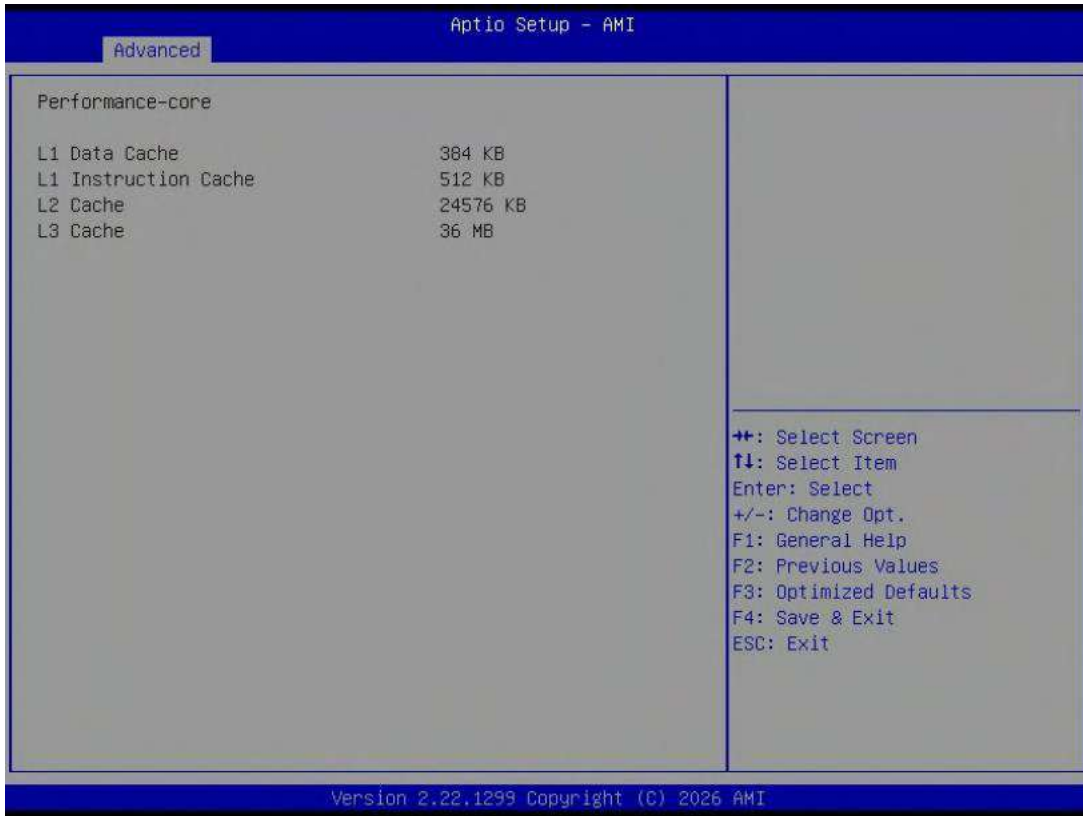 Aptio Setup – AMI
Advanced
Performance-core
L1 Data Cache 384 KB
L1 Instruction Cache 512 KB
L2 Cache 24576 KB
L3 Cache 36 MB
→←: Select Screen
↑↓: Select Item
Enter: Select
+/-: Change Opt.
F1: General Help
F2: Previous Values
F3: Optimized Defaults
F4: Save & Exit
ESC: Exit
Version 2.22.1299 Copyright (C) 2026 AMI